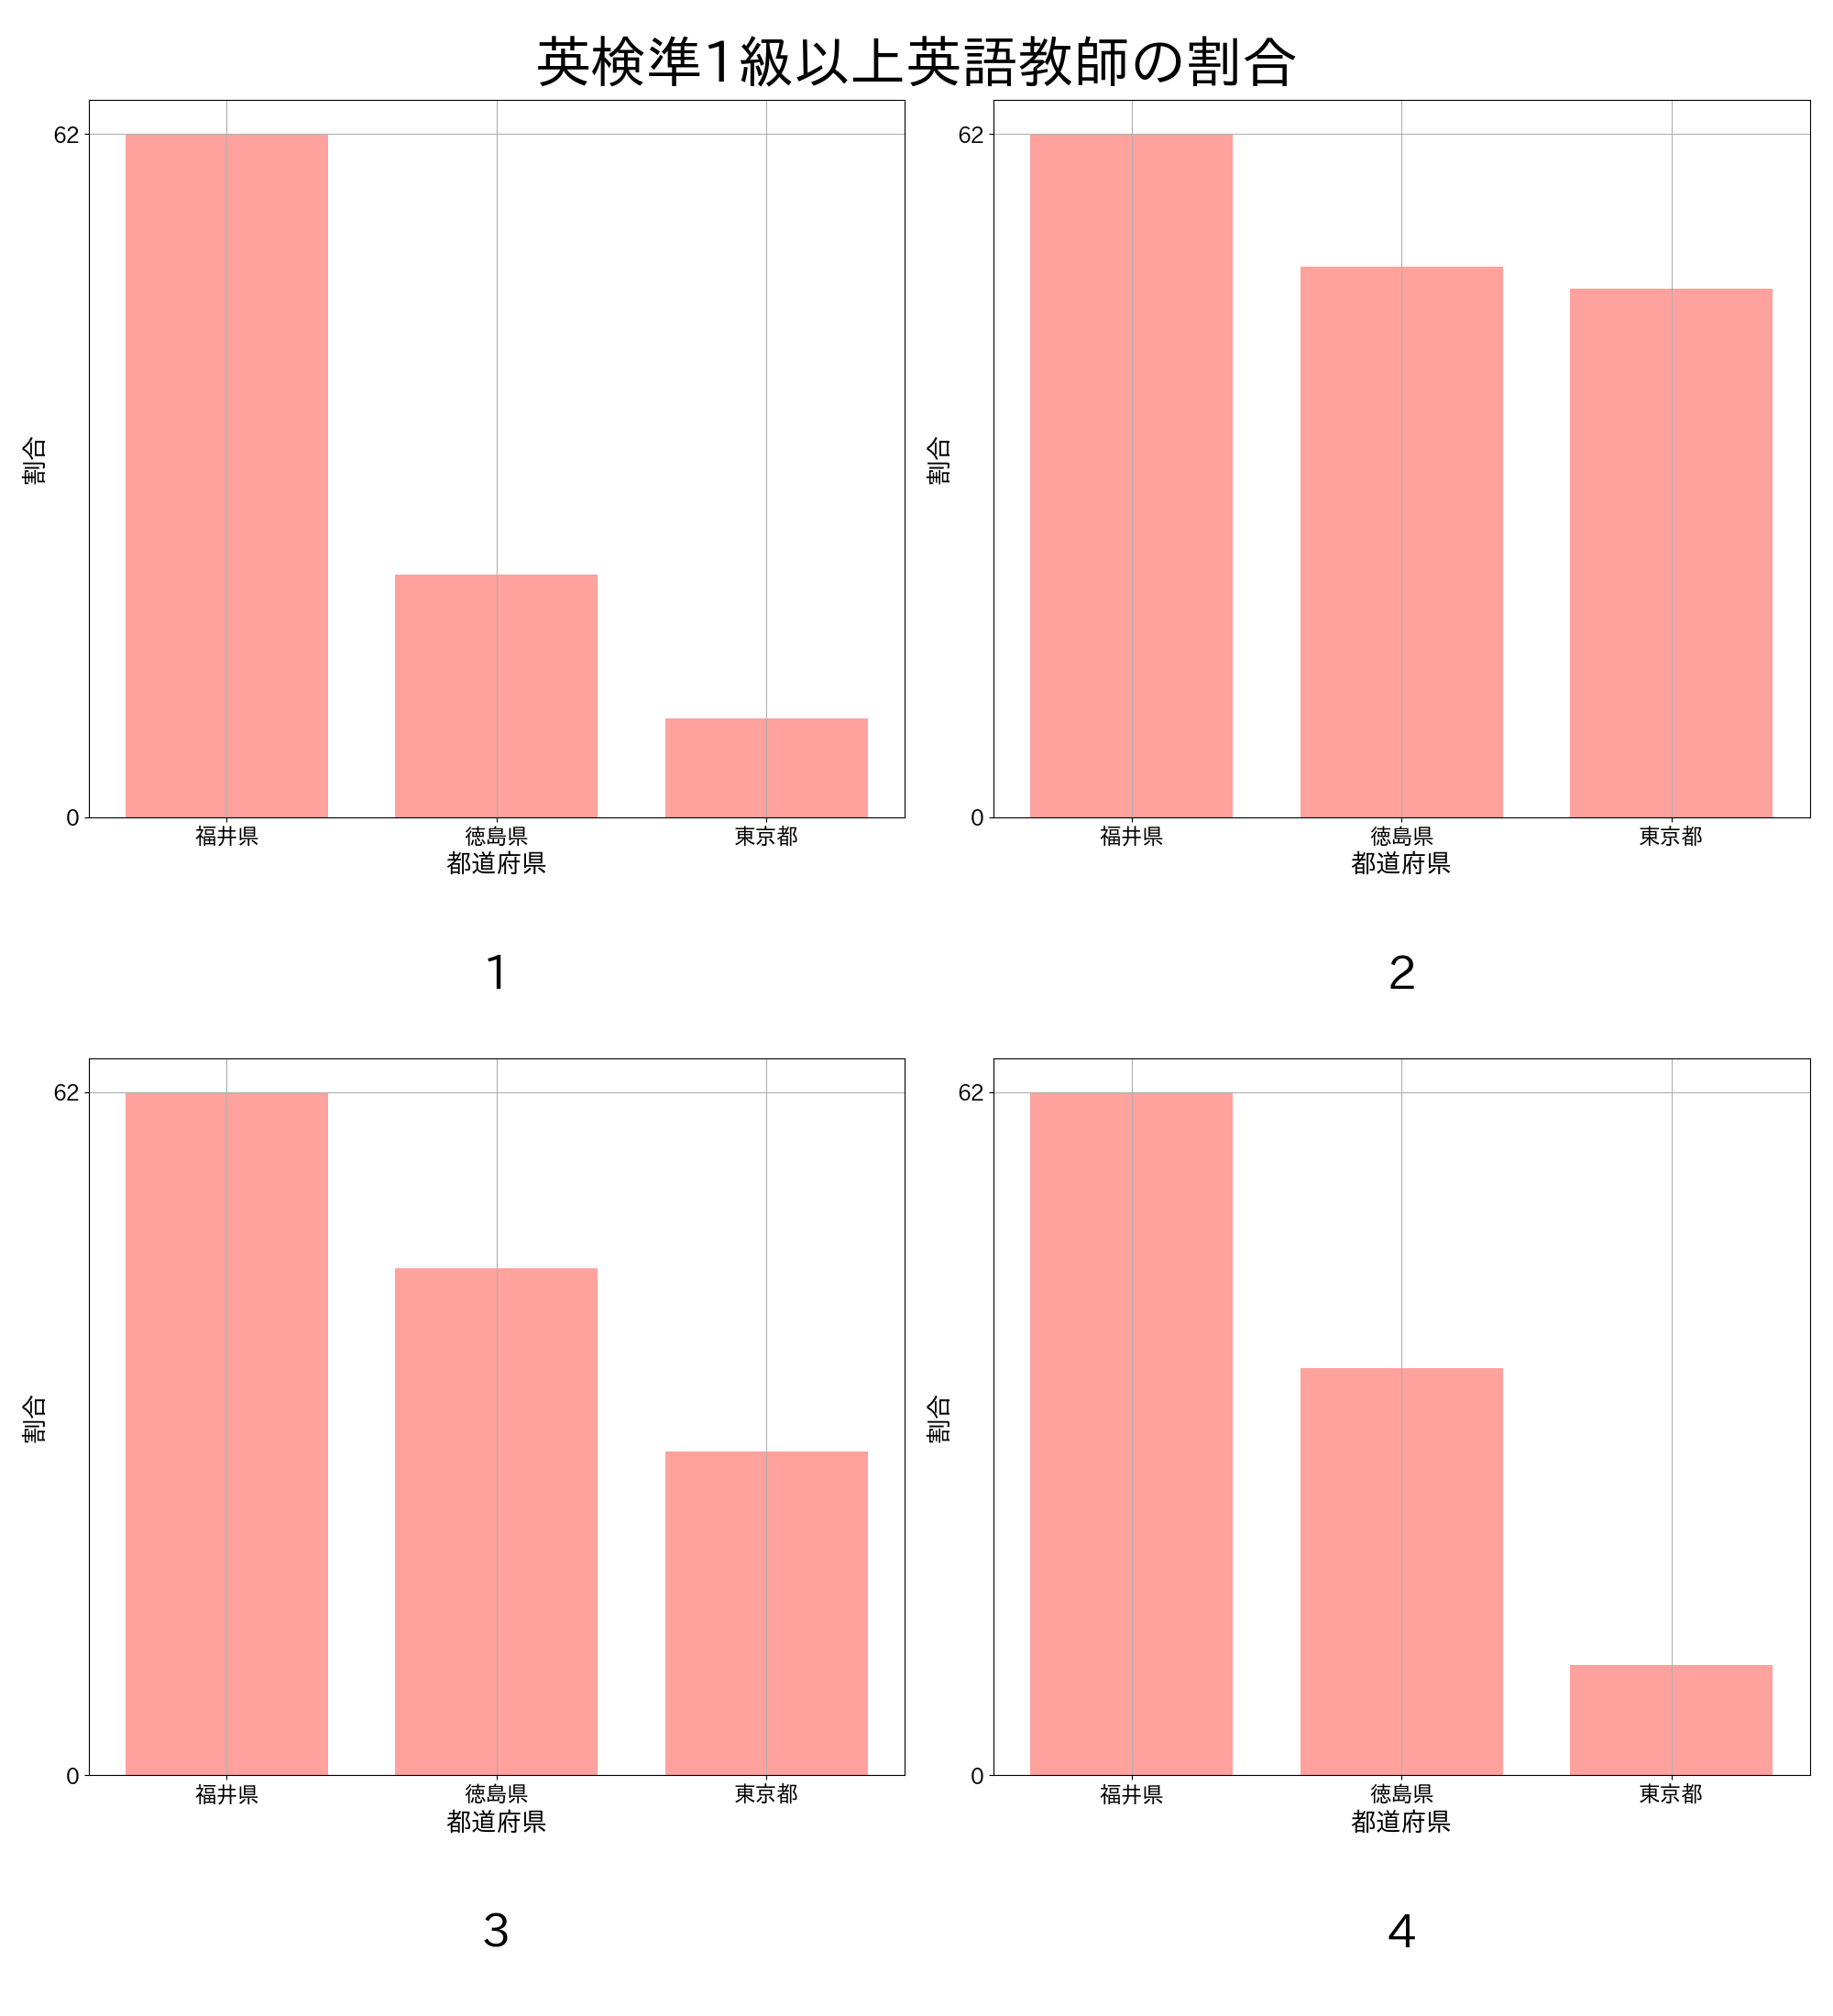 英検準1級以上英語教師の割合
62
0
割合
福井県
徳島県
東京都
都道府県
1
62
0
割合
福井県
徳島県
東京都
都道府県
2
62
0
割合
福井県
徳島県
東京都
都道府県
3
62
0
割合
福井県
徳島県
東京都
都道府県
4